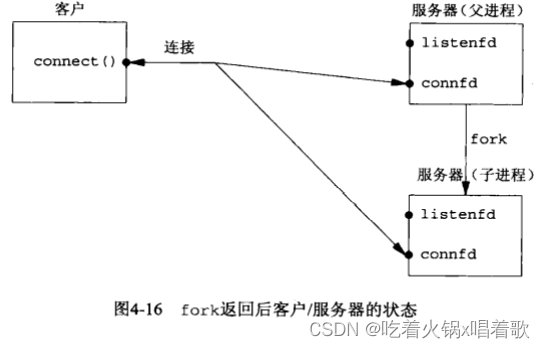 客户
服务器(父进程)
connect()
连接
listenfd
connfd
fork
服务器(子进程)
listenfd
connfd
图4-16 fork返回后客户/服务器的状态
CSDN @吃着火锅x唱着歌